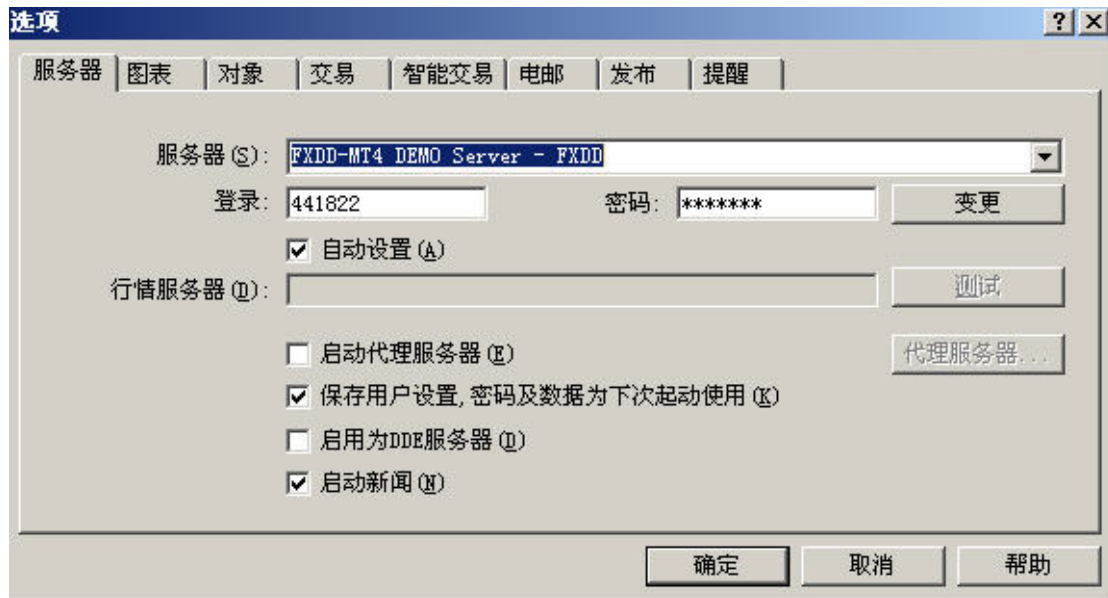 选项
服务器 图表 对象 交易 智能交易 电邮 发布 提醒
服务器(S): FXDD-MT4 DEMO Server - FXDD
登录: 441822 密码: ******* 变更
自动设置(A)
行情服务器(D): 测试
启动代理服务器(E) 代理服务器...
保存用户设置,密码及数据为下次起动使用(K)
启用为DDE服务器(D)
启动新闻(N)
确定 取消 帮助